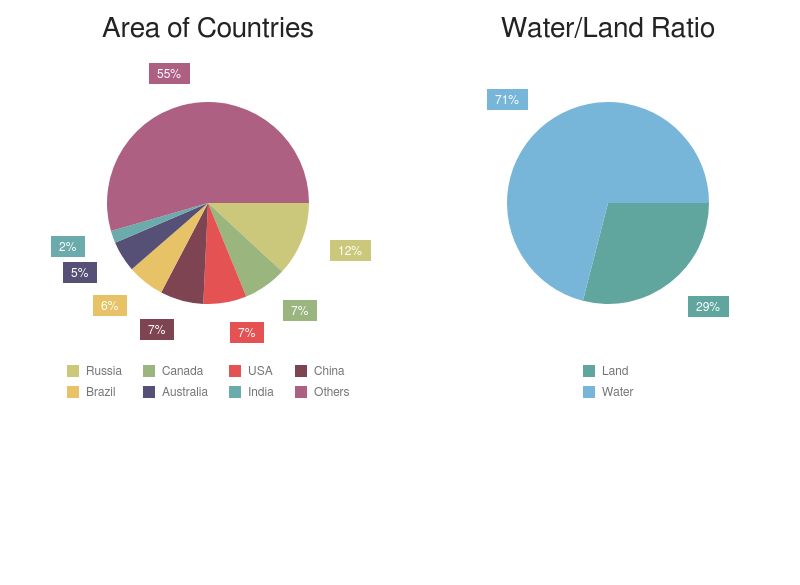 Area of Countries
55%
2%
5%
6%
7%
7%
7%
12%
Russia
Canada
USA
China
Brazil
Australia
India
Others
Water/Land Ratio
71%
29%
Land
Water